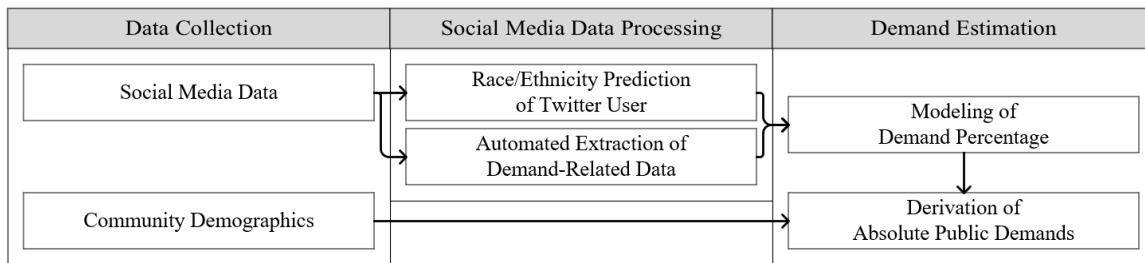 Data Collection
Social Media Data Processing
Demand Estimation
Social Media Data
Race/Ethnicity Prediction
of Twitter User
Automated Extraction of
Demand-Related Data
Modeling of
Demand Percentage
Community Demographics
Derivation of
Absolute Public Demands